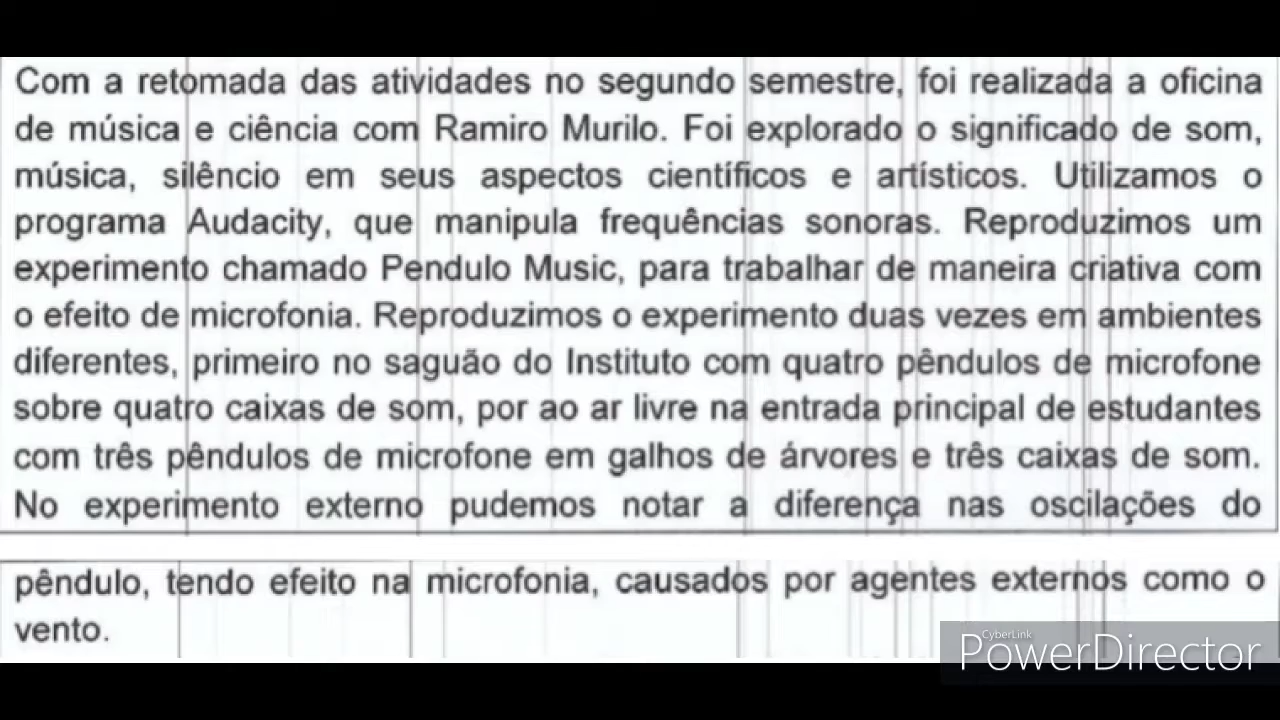 Com a retomada das atividades no segundo semestre, foi realizada a oficina
de música e ciência com Ramiro Murilo. Foi explorado o significado de som,
música, silêncio em seus aspectos científicos e artísticos. Utilizamos o
programa Audacity, que manipula frequências sonoras. Reproduzimos um
experimento chamado Pendulo Music, para trabalhar de maneira criativa com
o efeito de microfonia. Reproduzimos o experimento duas vezes em ambientes
diferentes, primeiro no saguão do Instituto com quatro pêndulos de microfone
sobre quatro caixas de som, por ao ar livre na entrada principal de estudantes
com três pêndulos de microfone em galhos de árvores e três caixas de som.
No experimento externo pudemos notar a diferença nas oscilações do
pêndulo, tendo efeito na microfonia, causados por agentes externos como o
vento.
CyberLink
PowerDirector